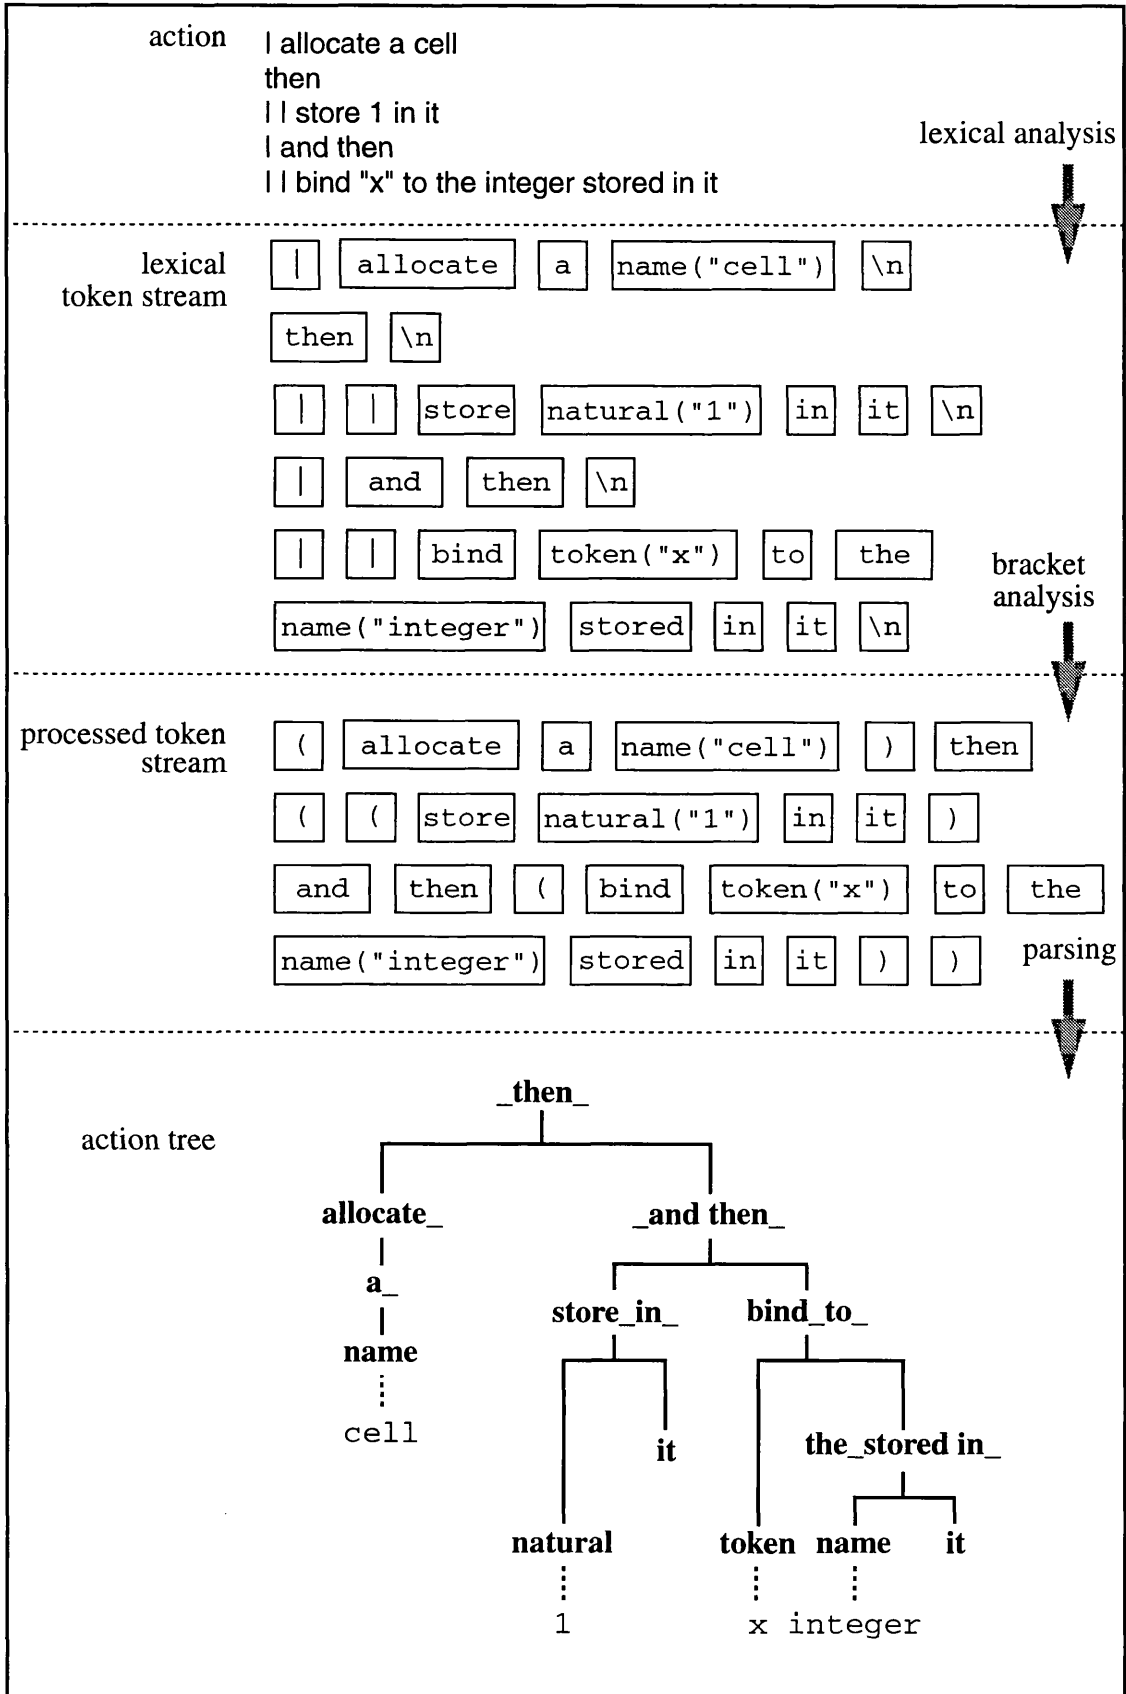 action
| allocate a cell
then
| | store 1 in it
| and then
| | bind "x" to the integer stored in it
lexical analysis
lexical
token stream
| allocate a name("cell") \n
then \n
| | store natural("1") in it \n
| and then \n
| | bind token("x") to the
name("integer") stored in it \n
bracket
analysis
processed token
stream
( allocate a name("cell") ) then
( ( store natural("1") in it )
and then ( bind token("x") to the
name("integer") stored in it ) )
parsing
action tree
_then_
allocate_ _and then_
a_
store_in_ bind_to_
name
cell
it
the_stored in_
natural token name it
1 x integer